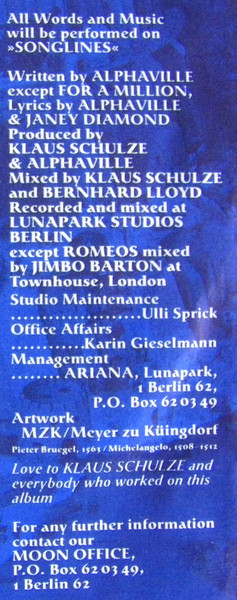 All Words and Music
will be performed on
»SONGLINES«
Written by ALPHAVILLE
except FOR A MILLION,
Lyrics by ALPHAVILLE
& JANEY DIAMOND
Produced by
KLAUS SCHULZE
& ALPHAVILLE
Mixed by KLAUS SCHULZE
and BERNHARD LLOYD
Recorded and mixed at
LUNAPARK STUDIOS
BERLIN
except ROMEOS mixed
by JIMBO BARTON at
Townhouse, London
Studio Maintenance
....................Ulli Sprick
Office Affairs
...........Karin Gieselmann
Management
........ ARIANA, Lunapark,
1 Berlin 62,
P.O. Box 62 03 49
Artwork
MZK/Meyer zu Küingdorf
Pieter Bruegel, 1563 / Michelangelo, 1508-1512
Love to KLAUS SCHULZE and
everybody who worked on this
album
For any further information
contact our
MOON OFFICE,
P.O. Box 62 03 49,
1 Berlin 62